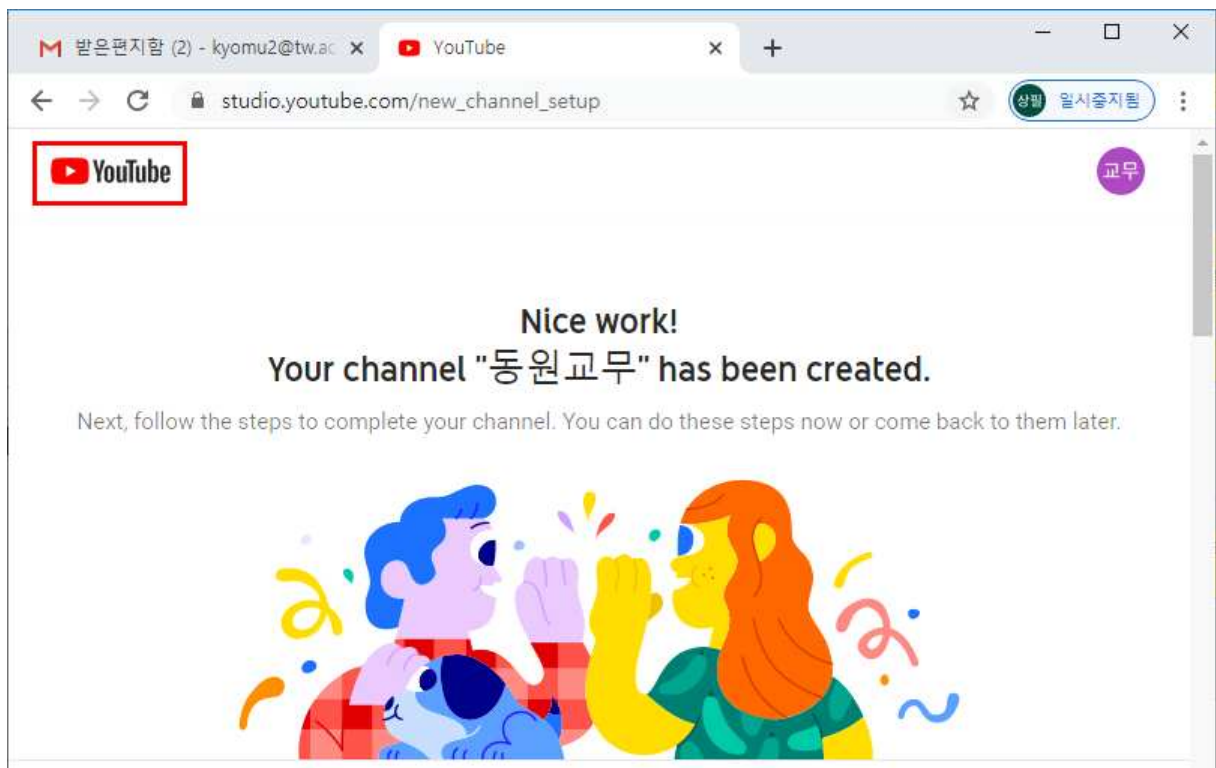 받은편지함 (2) - kyomu2@tw.ac
YouTube
studio.youtube.com/new_channel_setup
상필 일시중지됨
YouTube
교무
Nice work!
Your channel "동원교무" has been created.
Next, follow the steps to complete your channel. You can do these steps now or come back to them later.